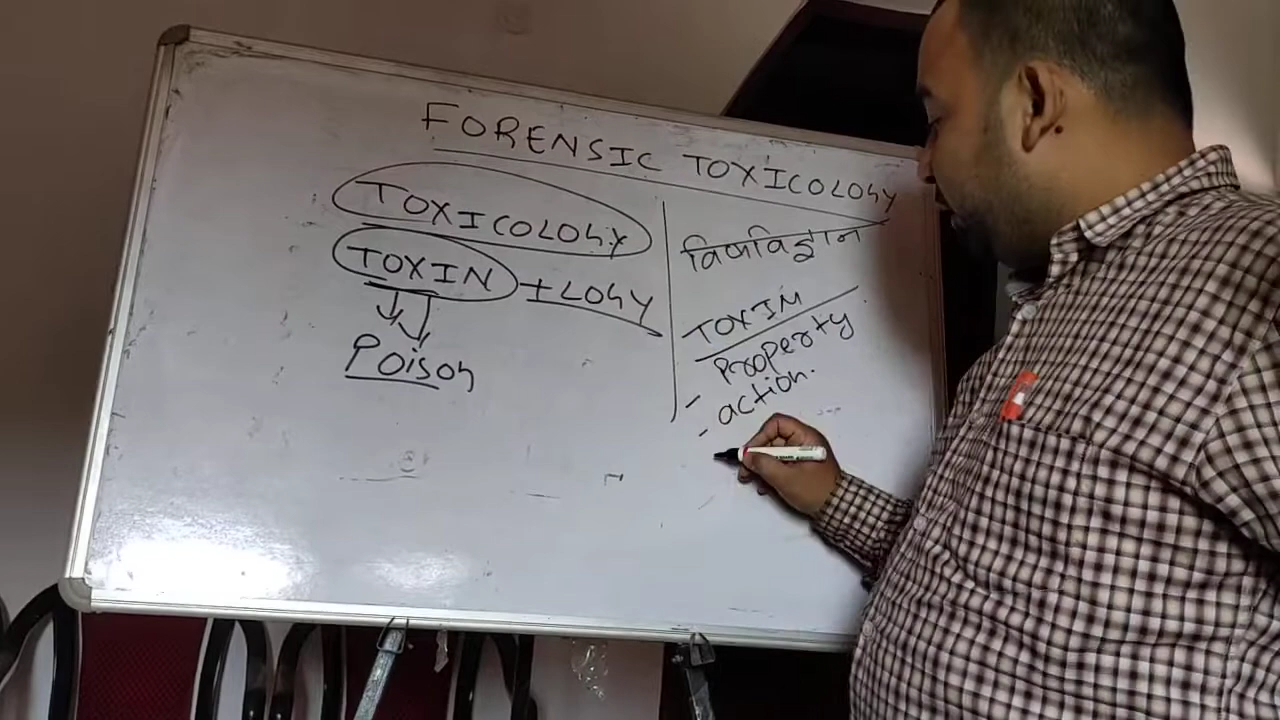 FORENSIC TOXICOLOGY
TOXICOLOGY
TOXIN + LOGY
Poison
विषविज्ञान
TOXIN
- Property
- action.